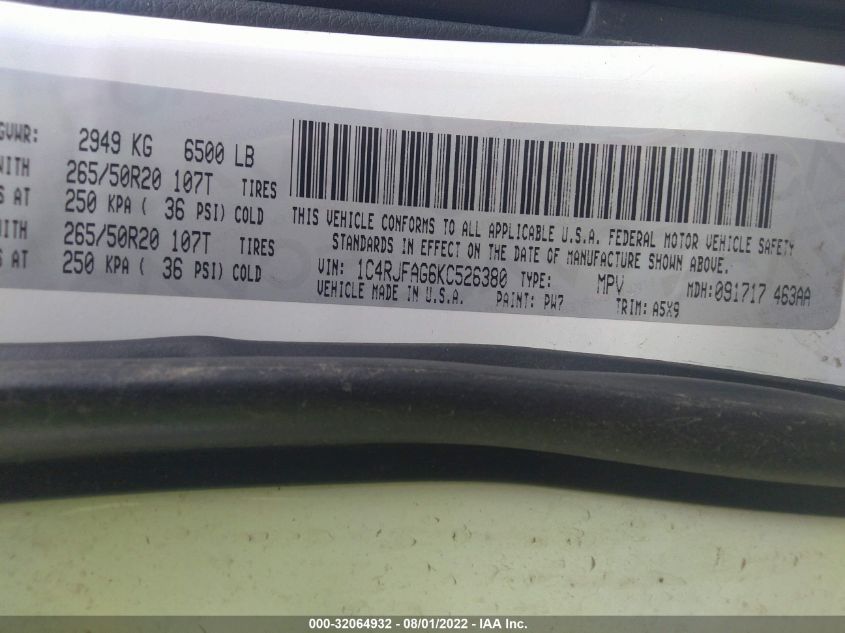 GVWR: 2949 KG 6500 LB
WITH 265/50R20 107T TIRES
S AT 250 KPA ( 36 PSI) COLD
WITH 265/50R20 107T TIRES
S AT 250 KPA ( 36 PSI) COLD
THIS VEHICLE CONFORMS TO ALL APPLICABLE U.S.A. FEDERAL MOTOR VEHICLE SAFETY
STANDARDS IN EFFECT ON THE DATE OF MANUFACTURE SHOWN ABOVE.
VIN: 1C4RJFAG6KC526380 TYPE: MPV MDH:091717 463AA
VEHICLE MADE IN U.S.A. PAINT: PW7 TRIM: A5X9
000-32064932 - 08/01/2022 - IAA Inc.